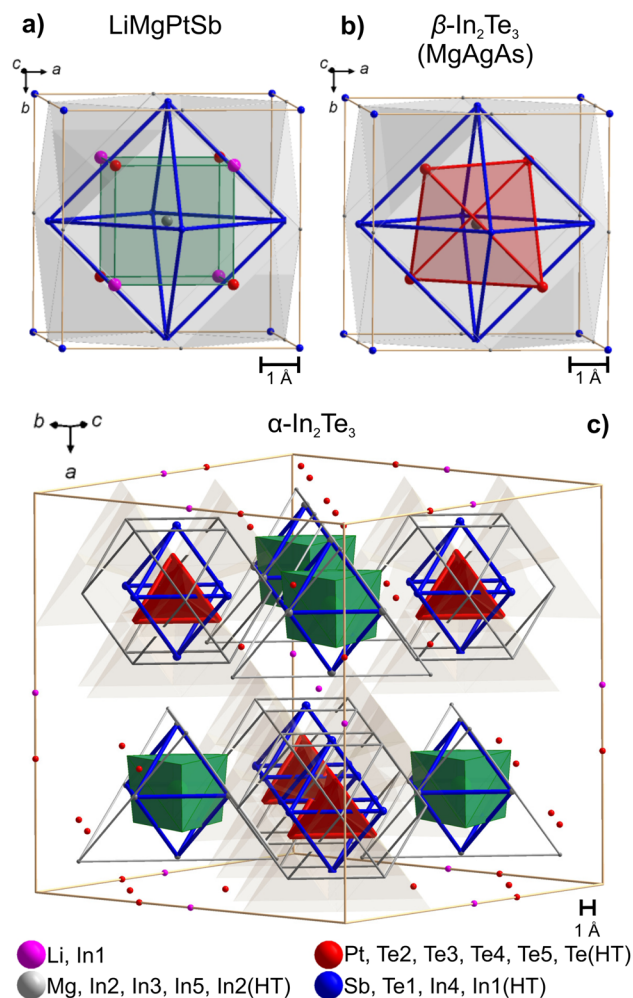 a) LiMgPtSb
b) β-In₂Te₃
(MgAgAs)
c a
b
c a
b
1 Å
1 Å
α-In₂Te₃ c)
b c
a
1 Å
Li, In1
Pt, Te2, Te3, Te4, Te5, Te(HT)
Mg, In2, In3, In5, In2(HT)
Sb, Te1, In4, In1(HT)